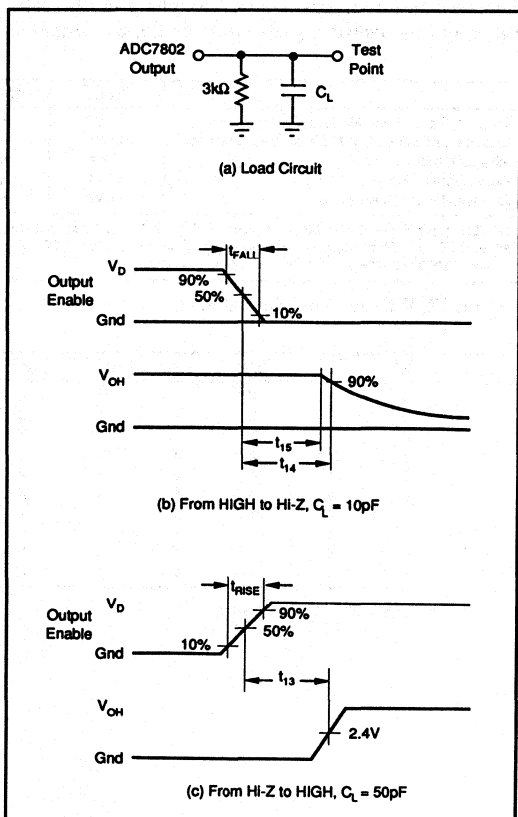 ADC7802 Output
Test Point
3kΩ
C_L
(a) Load Circuit
t_FALL
V_D
Output Enable
90%
50%
10%
Gnd
V_OH
90%
Gnd
t_15
t_14
(b) From HIGH to Hi-Z, C_L = 10pF
t_RISE
V_D
Output Enable
90%
50%
10%
Gnd
t_13
V_OH
2.4V
Gnd
(c) From Hi-Z to HIGH, C_L = 50pF